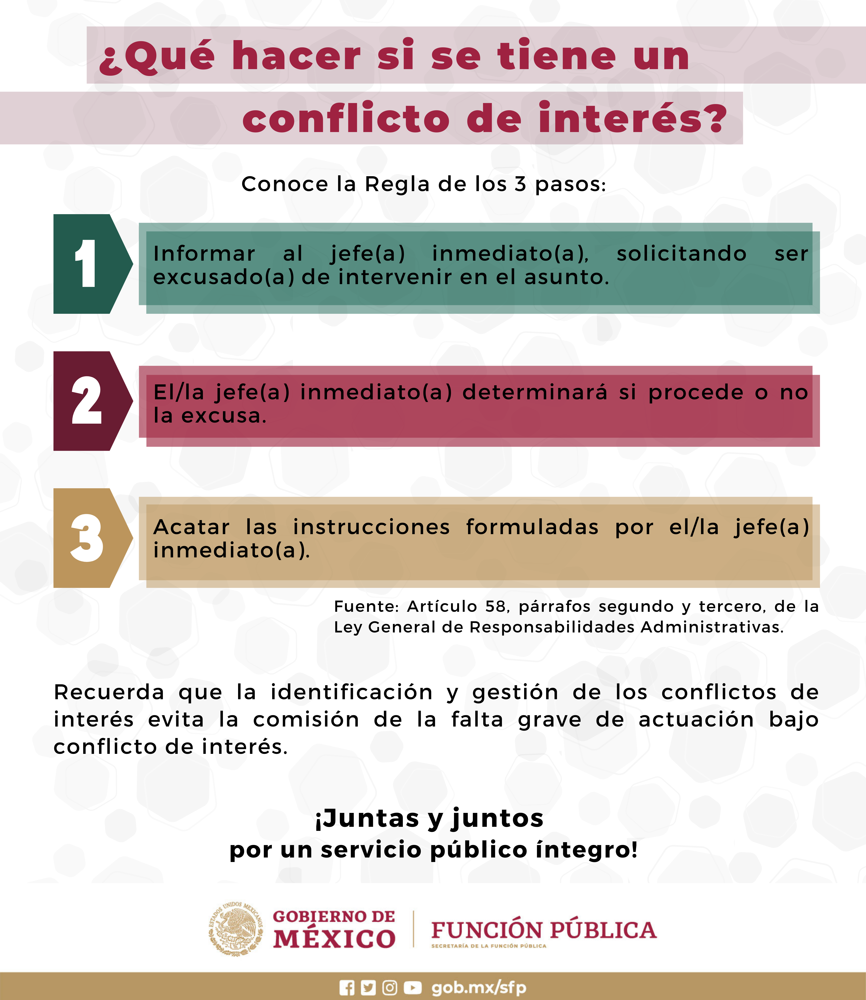 ¿Qué hacer si se tiene un
conflicto de interés?
Conoce la Regla de los 3 pasos:
1
Informar al jefe(a) inmediato(a), solicitando ser
excusado(a) de intervenir en el asunto.
2
El/la jefe(a) inmediato(a) determinará si procede o no
la excusa.
3
Acatar las instrucciones formuladas por el/la jefe(a)
inmediato(a).
Fuente: Artículo 58, párrafos segundo y tercero, de la
Ley General de Responsabilidades Administrativas.
Recuerda que la identificación y gestión de los conflictos de
interés evita la comisión de la falta grave de actuación bajo
conflicto de interés.
¡Juntas y juntos
por un servicio público íntegro!
ESTADOS UNIDOS MEXICANOS
GOBIERNO DE
MÉXICO
FUNCIÓN PÚBLICA
SECRETARÍA DE LA FUNCIÓN PÚBLICA
gob.mx/sfp